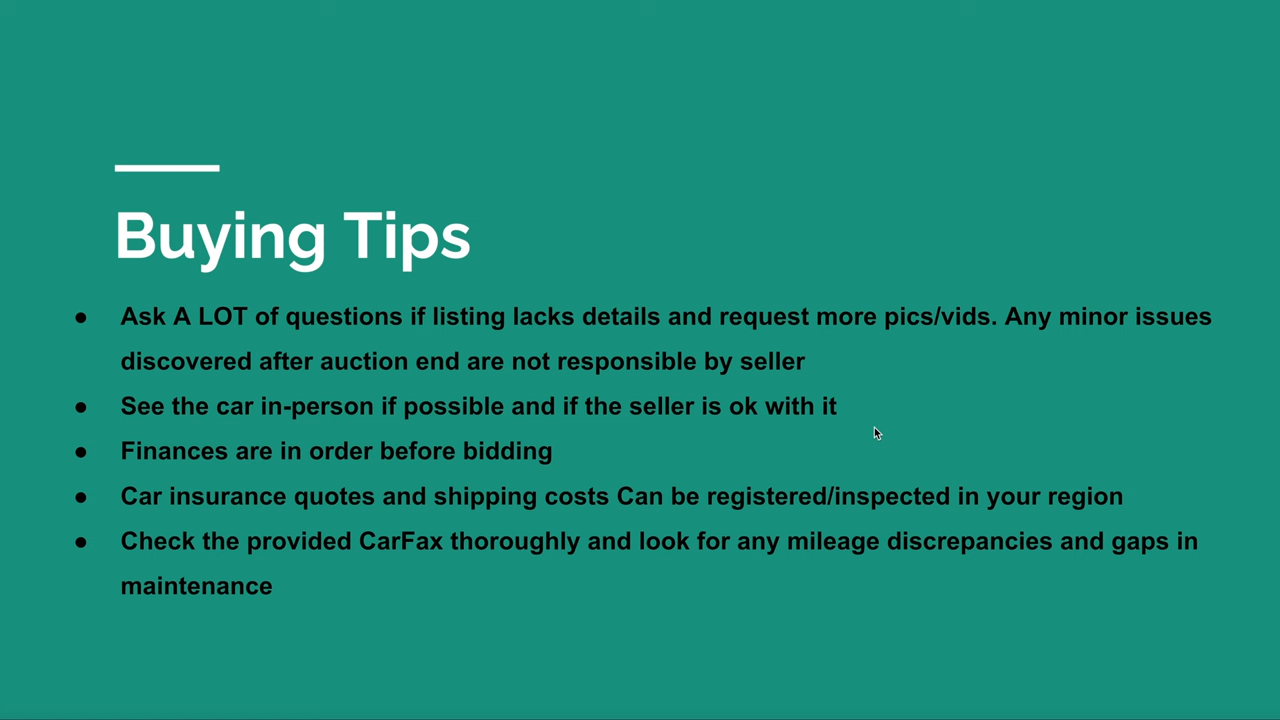 Buying Tips
● Ask A LOT of questions if listing lacks details and request more pics/vids. Any minor issues
discovered after auction end are not responsible by seller
● See the car in-person if possible and if the seller is ok with it
● Finances are in order before bidding
● Car insurance quotes and shipping costs Can be registered/inspected in your region
● Check the provided CarFax thoroughly and look for any mileage discrepancies and gaps in
maintenance